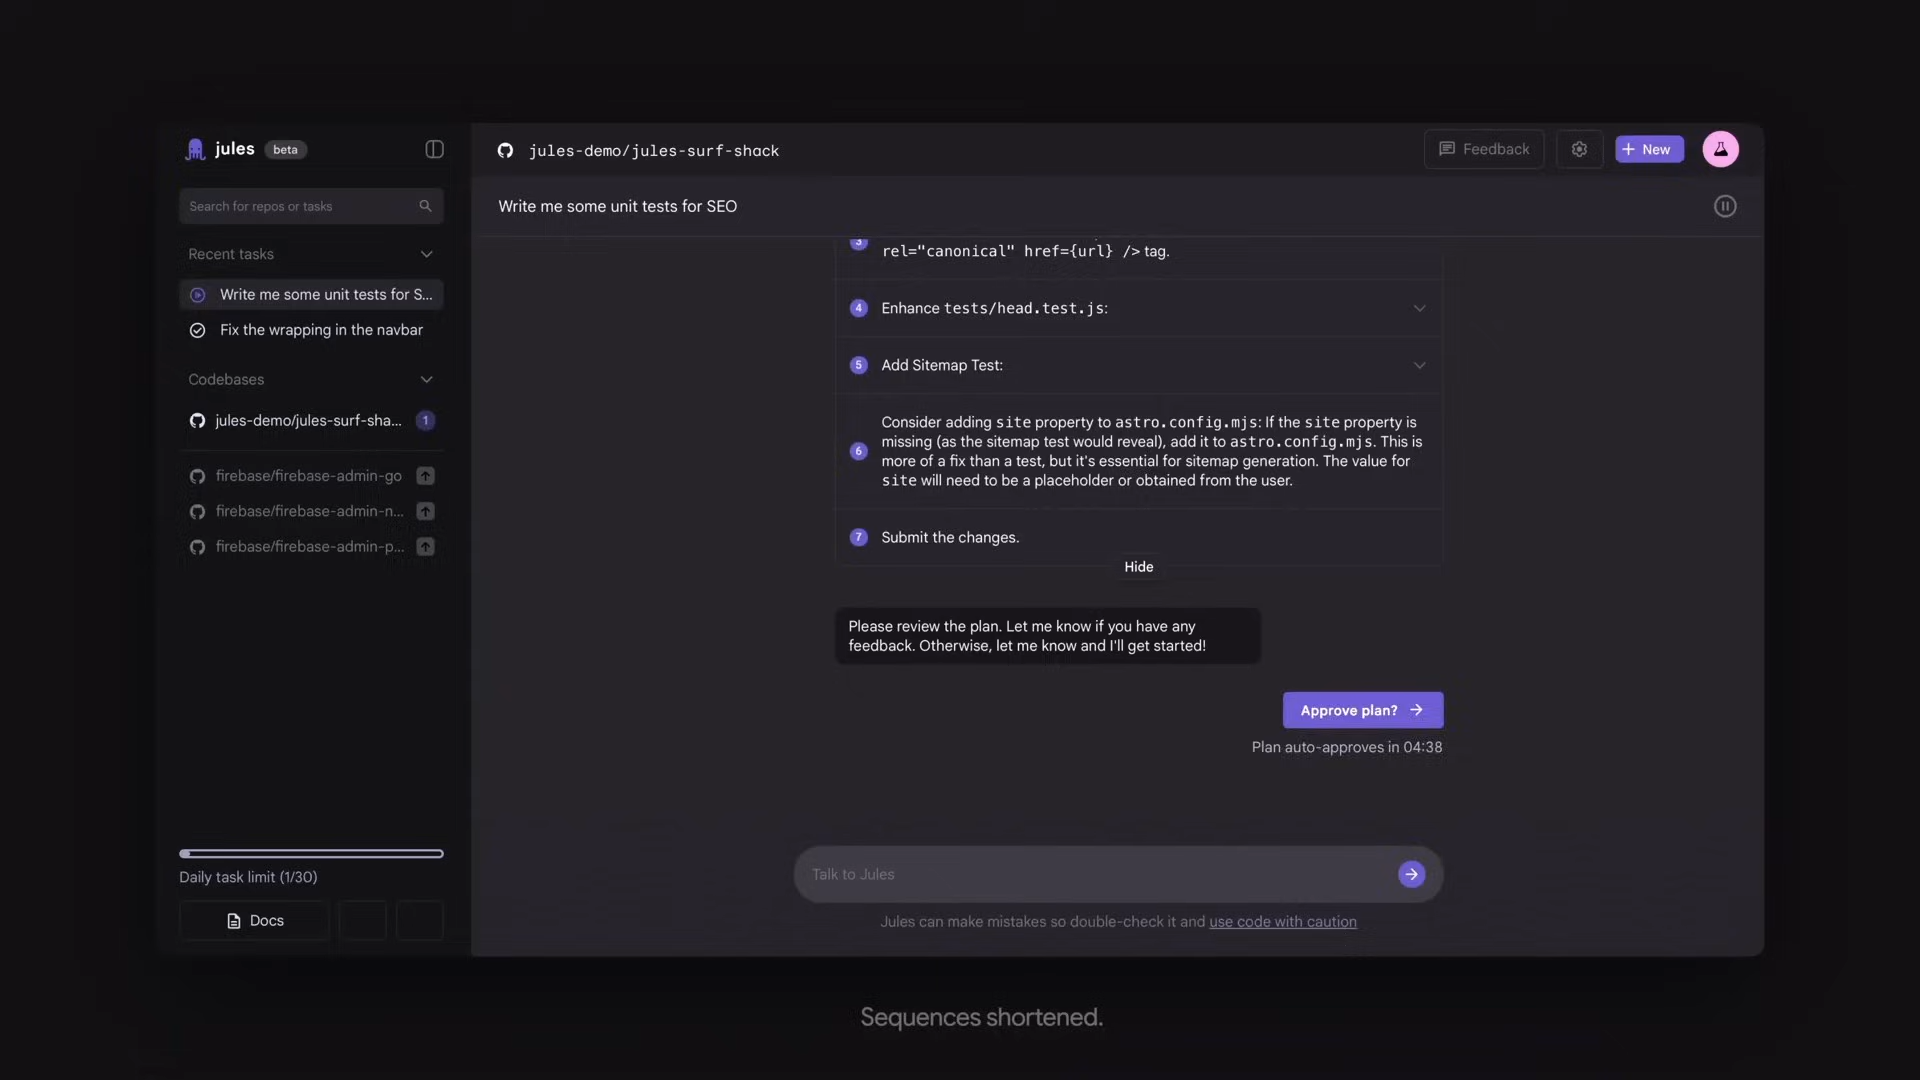 jules beta
Search for repos or tasks
Recent tasks
Write me some unit tests for S...
Fix the wrapping in the navbar
Codebases
jules-demo/jules-surf-sha... 1
firebase/firebase-admin-go
firebase/firebase-admin-n...
firebase/firebase-admin-p...
Daily task limit (1/30)
Docs
jules-demo/jules-surf-shack
Feedback
+ New
Write me some unit tests for SEO
3 rel="canonical" href={url} /> tag.
4 Enhance tests/head.test.js:
5 Add Sitemap Test:
Consider adding site property to astro.config.mjs: If the site property is
missing (as the sitemap test would reveal), add it to astro.config.mjs. This is
6 more of a fix than a test, but it's essential for sitemap generation. The value for
site will need to be a placeholder or obtained from the user.
7 Submit the changes.
Hide
Please review the plan. Let me know if you have any
feedback. Otherwise, let me know and I'll get started!
Approve plan? →
Plan auto-approves in 04:38
Talk to Jules
Jules can make mistakes so double-check it and use code with caution
Sequences shortened.